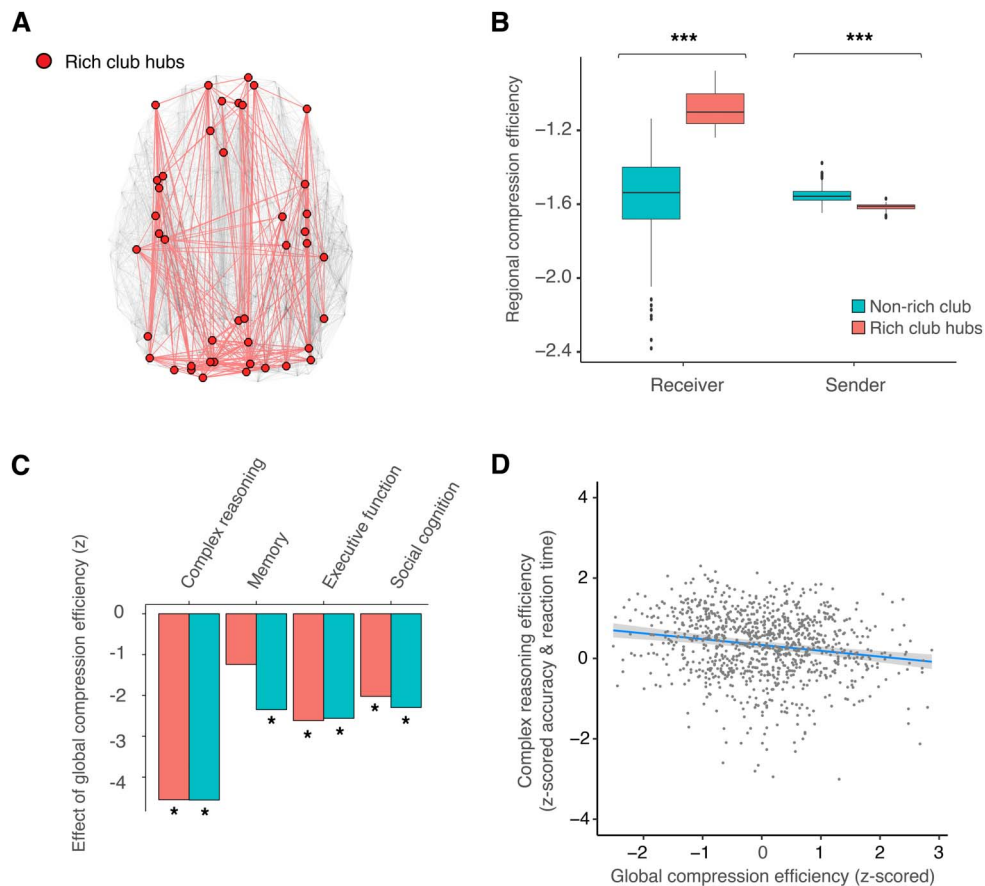 A
Rich club hubs
B
***
***
Regional compression efficiency
−1.2
−1.6
−2.0
−2.4
Non-rich club
Rich club hubs
Receiver
Sender
C
Complex reasoning
Memory
Executive function
Social cognition
Effect of global compression efficiency (z)
0
-1
-2
-3
-4
*
*
*
*
*
*
*
D
Complex reasoning efficiency
(z-scored accuracy & reaction time)
4
2
0
−2
−4
−2
−1
0
1
2
3
Global compression efficiency (z-scored)